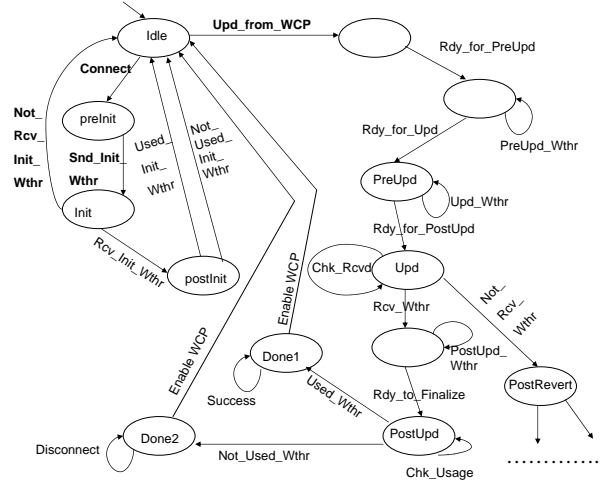 Idle
Upd_from_WCP
Rdy_for_PreUpd
Connect
Not_
Rcv_
Init_
Wthr
preInit
Snd_Init_
Wthr
Init
Used_
Init_
Wthr
Not_
Used_
Init_
Wthr
Rcv_Init_Wthr
postInit
PreUpd_Wthr
Rdy_for_Upd
PreUpd
Upd_Wthr
Rdy_for_PostUpd
Chk_Rcvd
Upd
Rcv_Wthr
Not_
Rcv_
Wthr
Enable WCP
Enable WCP
PostUpd_
Wthr
Done1
Success
Used_Wthr
Rdy_to_Finalize
PostRevert
Done2
Disconnect
Not_Used_Wthr
PostUpd
Chk_Usage
..............